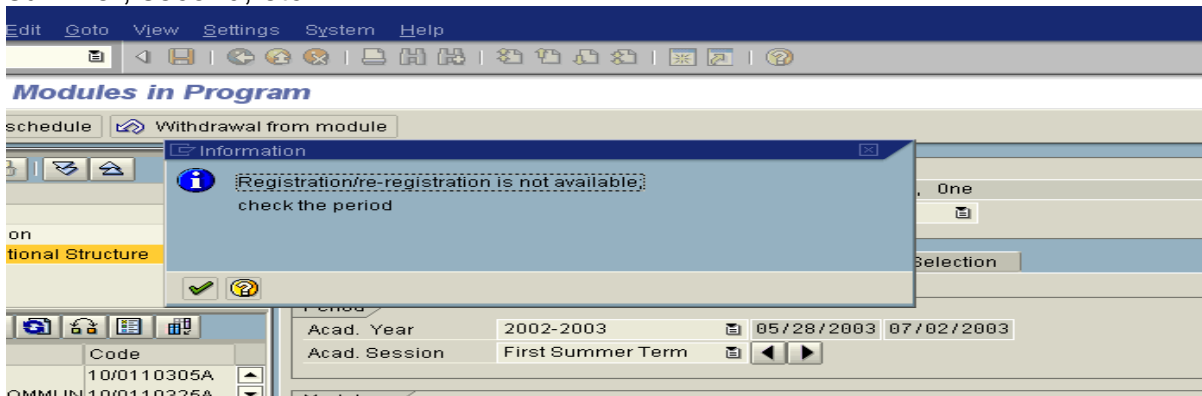 Edit Goto View Settings System Help
Modules in Program
schedule Withdrawal from module
Information
Registration/re-registration is not available;
check the period
, One
on
tional Structure
Selection
Period
Acad. Year 2002-2003 05/28/2003 07/02/2003
Acad. Session First Summer Term
Code
10/0110305A
OMMUN 10/0110325A